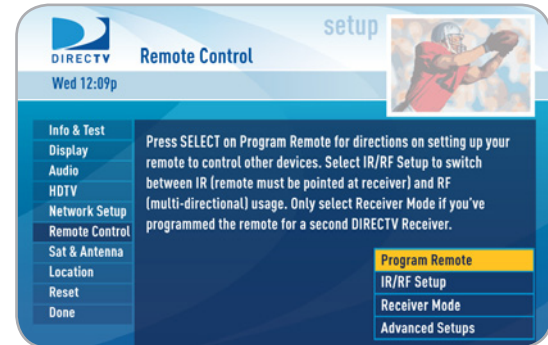 setup
DIRECTV
Remote Control
Wed 12:09p
Info & Test
Display
Audio
HDTV
Network Setup
Remote Control
Sat & Antenna
Location
Reset
Done
Press SELECT on Program Remote for directions on setting up your
remote to control other devices. Select IR/RF Setup to switch
between IR (remote must be pointed at receiver) and RF
(multi-directional) usage. Only select Receiver Mode if you've
programmed the remote for a second DIRECTV Receiver.
Program Remote
IR/RF Setup
Receiver Mode
Advanced Setups